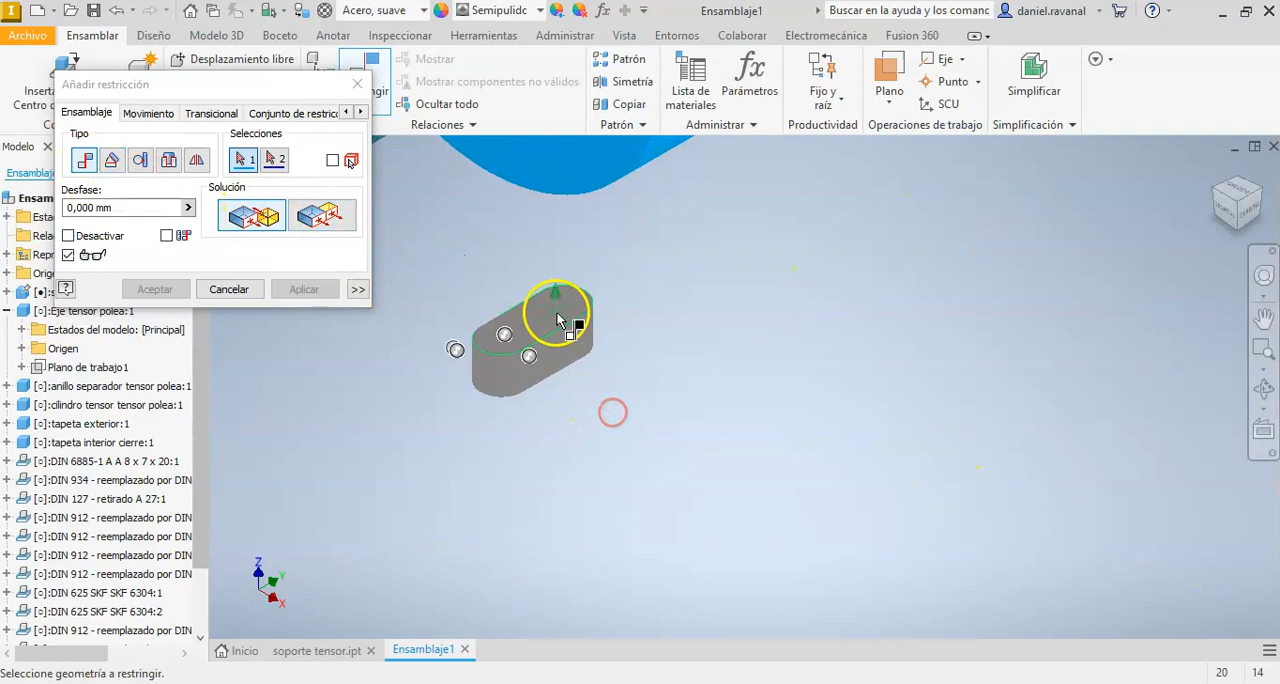 Acero, suave
Semipulidc
Ensamblaje1
Buscar en la ayuda y los comanc
daniel.ravanal
Archivo
Ensamblar
Diseño
Modelo 3D
Boceto
Anotar
Inspeccionar
Herramientas
Administrar
Vista
Entornos
Colaborar
Electromecánica
Fusion 360
Desplazamiento libre
Mostrar
Mostrar componentes no válidos
Ocultar todo
Relaciones
Patrón
Simetría
Copiar
Patrón
Lista de
materiales
Parámetros
Administrar
Fijo y
raíz
Productividad
Plano
Eje
Punto
SCU
Operaciones de trabajo
Simplificar
Simplificación
Añadir restricción
Ensamblaje
Movimiento
Transicional
Conjunto de restricc
Tipo
Selecciones
1
2
Desfase:
0,000 mm
Solución
Desactivar
Aceptar
Cancelar
Aplicar
>>
Modelo
Eje tensor polea:1
Estados del modelo: [Principal]
Origen
Plano de trabajo1
[○]:anillo separador tensor polea:1
[○]:cilindro tensor tensor polea:1
[○]:tapeta exterior:1
[○]:tapeta interior cierre:1
[○]:DIN 6885-1 A A 8 x 7 x 20:1
[○]:DIN 934 - reemplazado por DIN
[○]:DIN 127 - retirado A 27:1
[○]:DIN 912 - reemplazado por DIN
[○]:DIN 912 - reemplazado por DIN
[○]:DIN 912 - reemplazado por DIN
[○]:DIN 912 - reemplazado por DIN
[○]:DIN 625 SKF SKF 6304:1
[○]:DIN 625 SKF SKF 6304:2
[○]:DIN 912 - reemplazado por DIN
Z
Y
X
Inicio
soporte tensor.ipt
Ensamblaje1
Seleccione geometría a restringir.
20
14